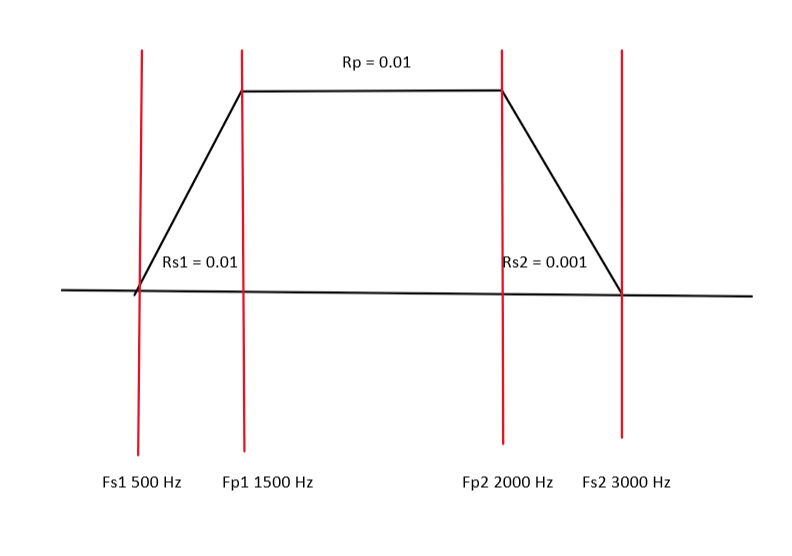 Rp = 0.01
Rs1 = 0.01
Rs2 = 0.001
Fs1 500 Hz
Fp1 1500 Hz
Fp2 2000 Hz
Fs2 3000 Hz